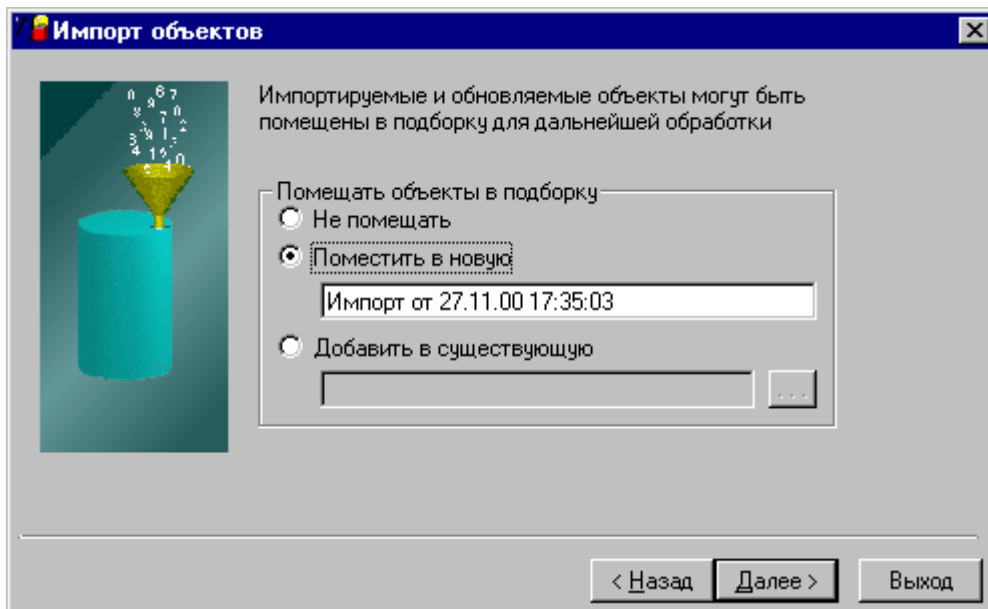 Импорт объектов
Импортируемые и обновляемые объекты могут быть
помещены в подборку для дальнейшей обработки
Помещать объекты в подборку
Не помещать
Поместить в новую
Импорт от 27.11.00 17:35:03
Добавить в существующую
...
< Назад Далее > Выход